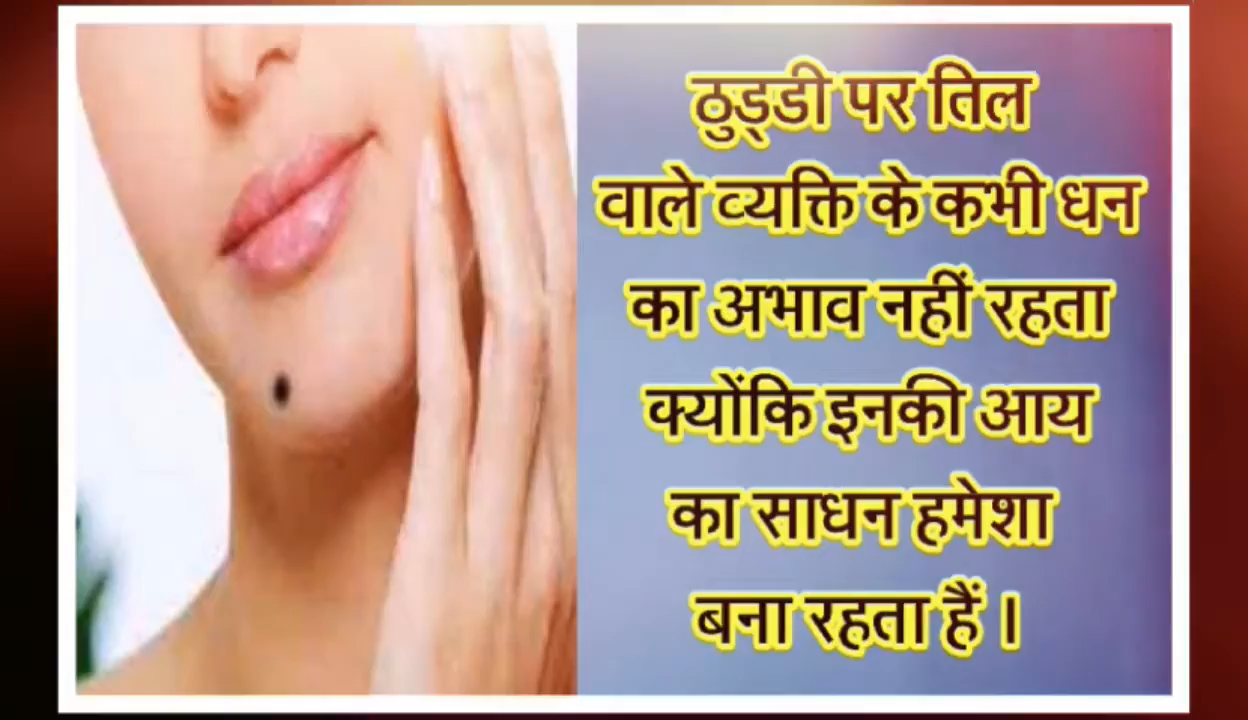 ठुड्डी पर तिल
वाले व्यक्ति के कभी धन
का अभाव नहीं रहता
क्योंकि इनकी आय
का साधन हमेशा
बना रहता हैं ।